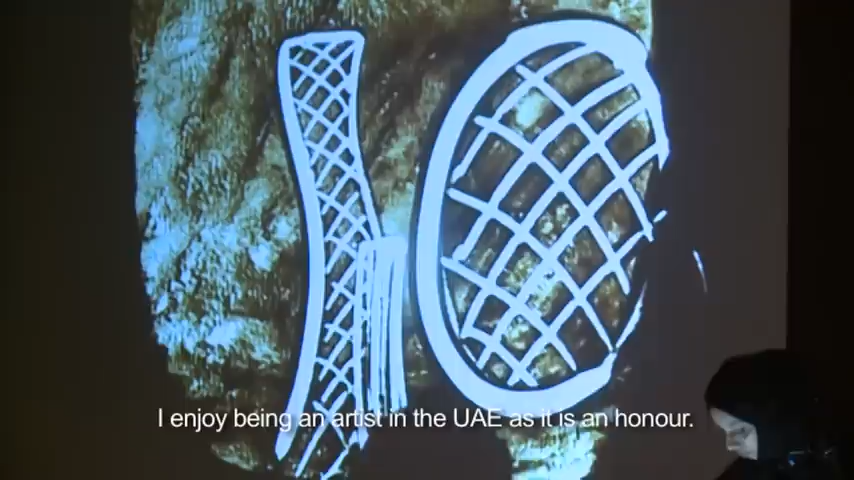 I enjoy being an artist in the UAE as it is an honour.